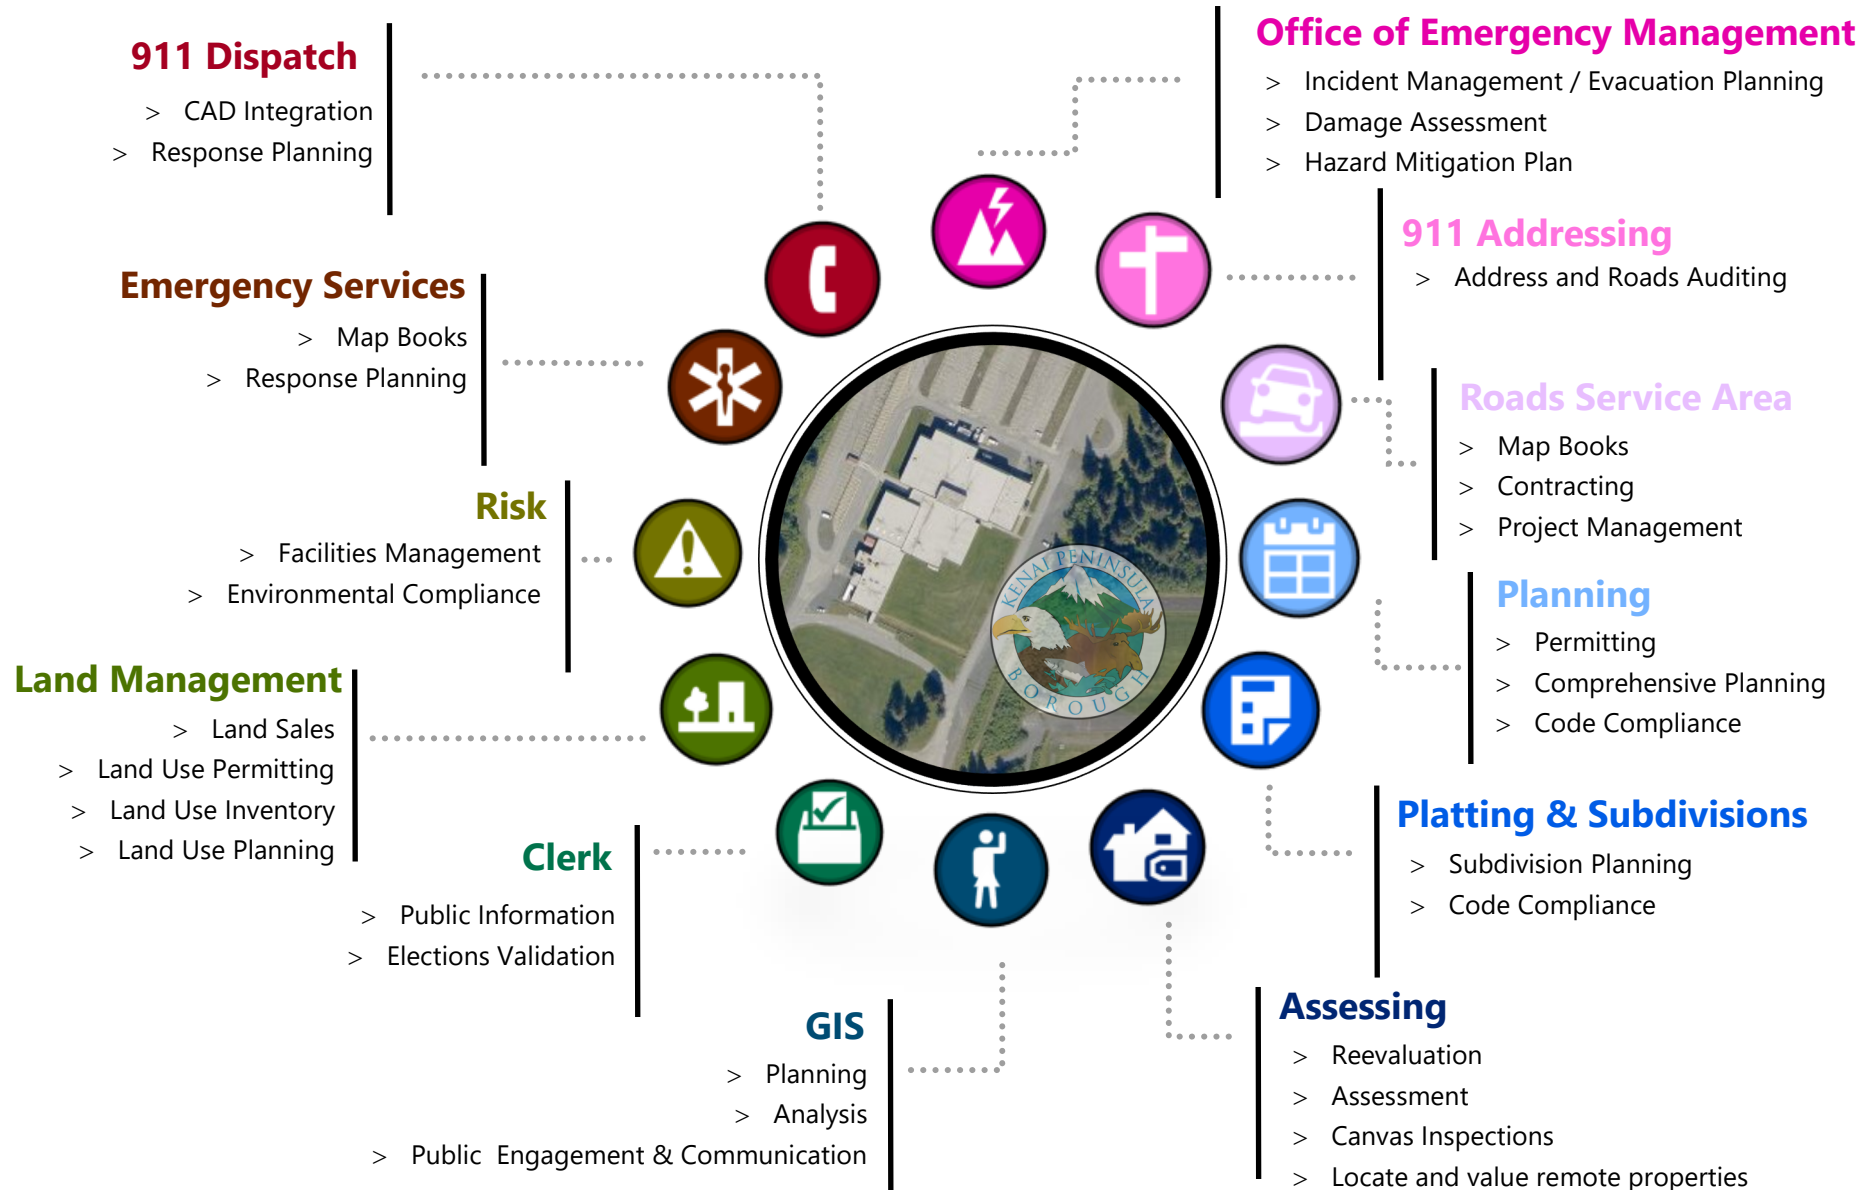 911 Dispatch
> CAD Integration
> Response Planning
Office of Emergency Management
> Incident Management / Evacuation Planning
> Damage Assessment
> Hazard Mitigation Plan
911 Addressing
> Address and Roads Auditing
Emergency Services
> Map Books
> Response Planning
Roads Service Area
> Map Books
> Contracting
> Project Management
Risk
> Facilities Management
> Environmental Compliance
KENAI PENINSULA
BOROUGH
Planning
> Permitting
> Comprehensive Planning
> Code Compliance
Land Management
> Land Sales
> Land Use Permitting
> Land Use Inventory
> Land Use Planning
Platting & Subdivisions
> Subdivision Planning
> Code Compliance
Clerk
> Public Information
> Elections Validation
GIS
> Planning
> Analysis
> Public Engagement & Communication
Assessing
> Reevaluation
> Assessment
> Canvas Inspections
> Locate and value remote properties